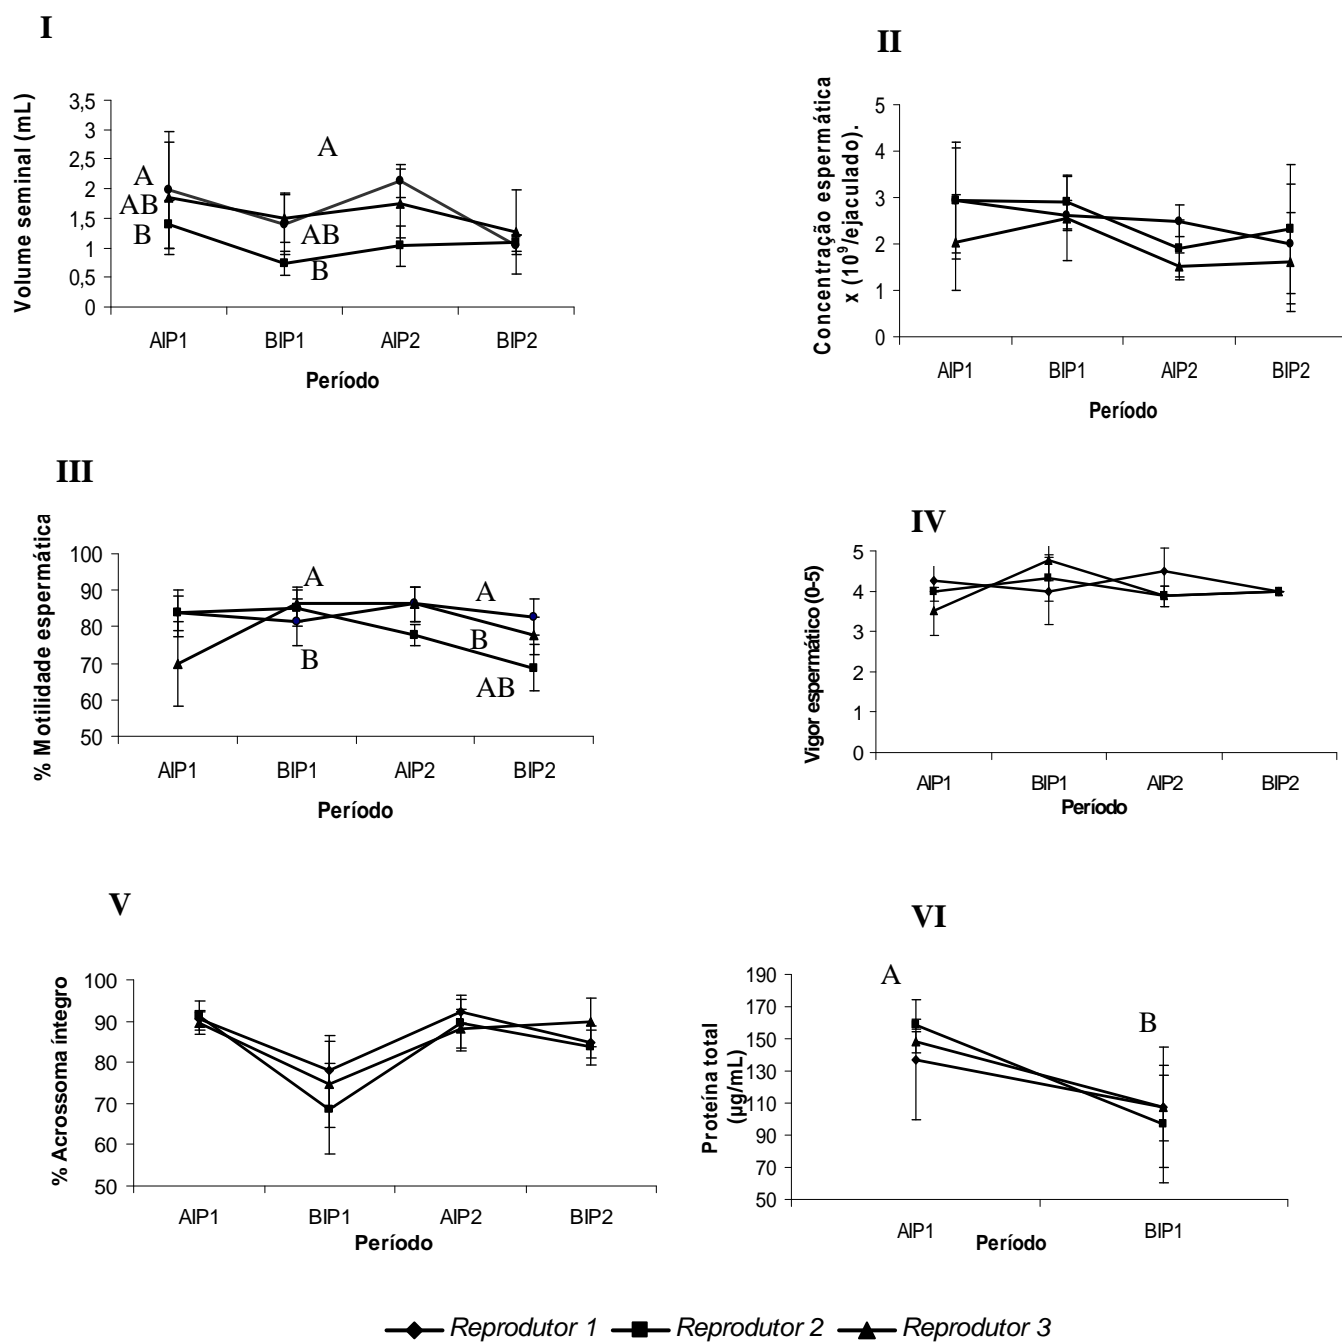 I
Volume seminal (mL)
3,5
3
2,5
2
1,5
1
0,5
0
A
AB
B
A
AB
B
AIP1 BIP1 AIP2 BIP2
Período
II
Concentração espermática
x (10⁹/ejaculado).
5
4
3
2
1
0
AIP1 BIP1 AIP2 BIP2
Período
III
% Motilidade espermática
100
90
80
70
60
50
A
B
A
B
AB
AIP1 BIP1 AIP2 BIP2
Período
IV
Vigor espermático (0-5)
5
4
3
2
1
0
AIP1 BIP1 AIP2 BIP2
Período
V
% Acrossoma íntegro
100
90
80
70
60
50
AIP1 BIP1 AIP2 BIP2
Período
VI
Proteína total
(µg/mL)
190
170
150
130
110
90
70
50
A
B
AIP1 BIP1
Período
Reprodutor 1 Reprodutor 2 Reprodutor 3